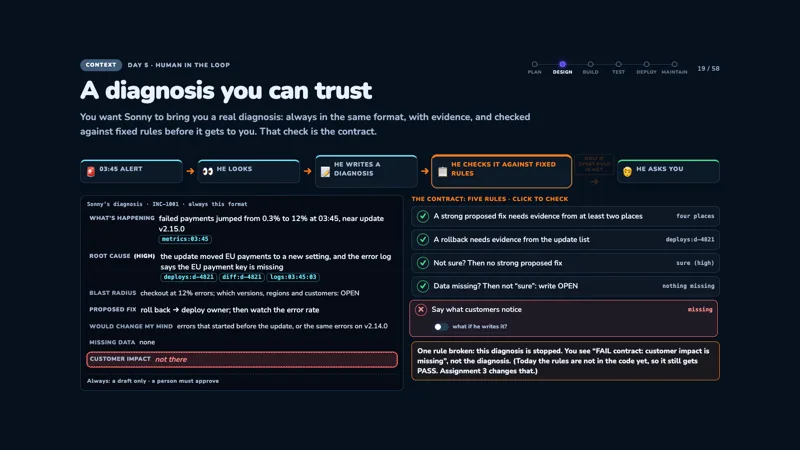 CONTEXT DAY 5 · HUMAN IN THE LOOP
PLAN DESIGN BUILD TEST DEPLOY MAINTAIN
19 / 58
A diagnosis you can trust
You want Sonny to bring you a real diagnosis: always in the same format, with evidence, and checked
against fixed rules before it gets to you. That check is the contract.
03:45 ALERT
HE LOOKS
HE WRITES A
DIAGNOSIS
HE CHECKS IT AGAINST FIXED
RULES
HE ASKS YOU
Sonny's diagnosis · INC-1001 · always this format
WHAT'S HAPPENING failed payments jumped from 0.3% to 12% at 03:45, near update
v2.15.0
metrics:03:45
ROOT CAUSE (HIGH) the update moved EU payments to a new setting, and the error log
says the EU payment key is missing
deploys:d-4821 diff:d-4821 logs:03:45:03
BLAST RADIUS checkout at 12% errors; which versions, regions and customers: OPEN
PROPOSED FIX roll back → deploy owner; then watch the error rate
WOULD CHANGE MY MIND errors that started before the update, or the same errors on v2.14.0
MISSING DATA none
CUSTOMER IMPACT not there
Always: a draft only · a person must approve
THE CONTRACT: FIVE RULES · CLICK TO CHECK
A strong proposed fix needs evidence from at least two places four places
A rollback needs evidence from the update list deploys:d-4821
Not sure? Then no strong proposed fix sure (high)
Data missing? Then not "sure": write OPEN nothing missing
Say what customers notice missing
what if he writes it?
One rule broken: this diagnosis is stopped. You see "FAIL contract: customer impact is
missing", not the diagnosis. (Today the rules are not in the code yet, so it still gets
PASS. Assignment 3 changes that.)